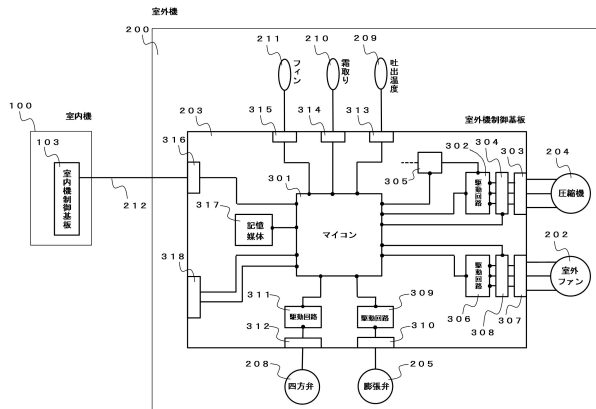 室外機
200
211
210
209
フィン
霜取り
吐出温度
100
室内機
103
室内機制御基板
212
203
室外機制御基板
315
314
313
316
301
マイコン
317
記憶
媒体
318
305
302
304
303
204
駆動回路
圧縮機
202
駆動回路
室外
ファン
306
308
307
311
駆動回路
312
309
駆動回路
310
208
四方弁
205
膨張弁